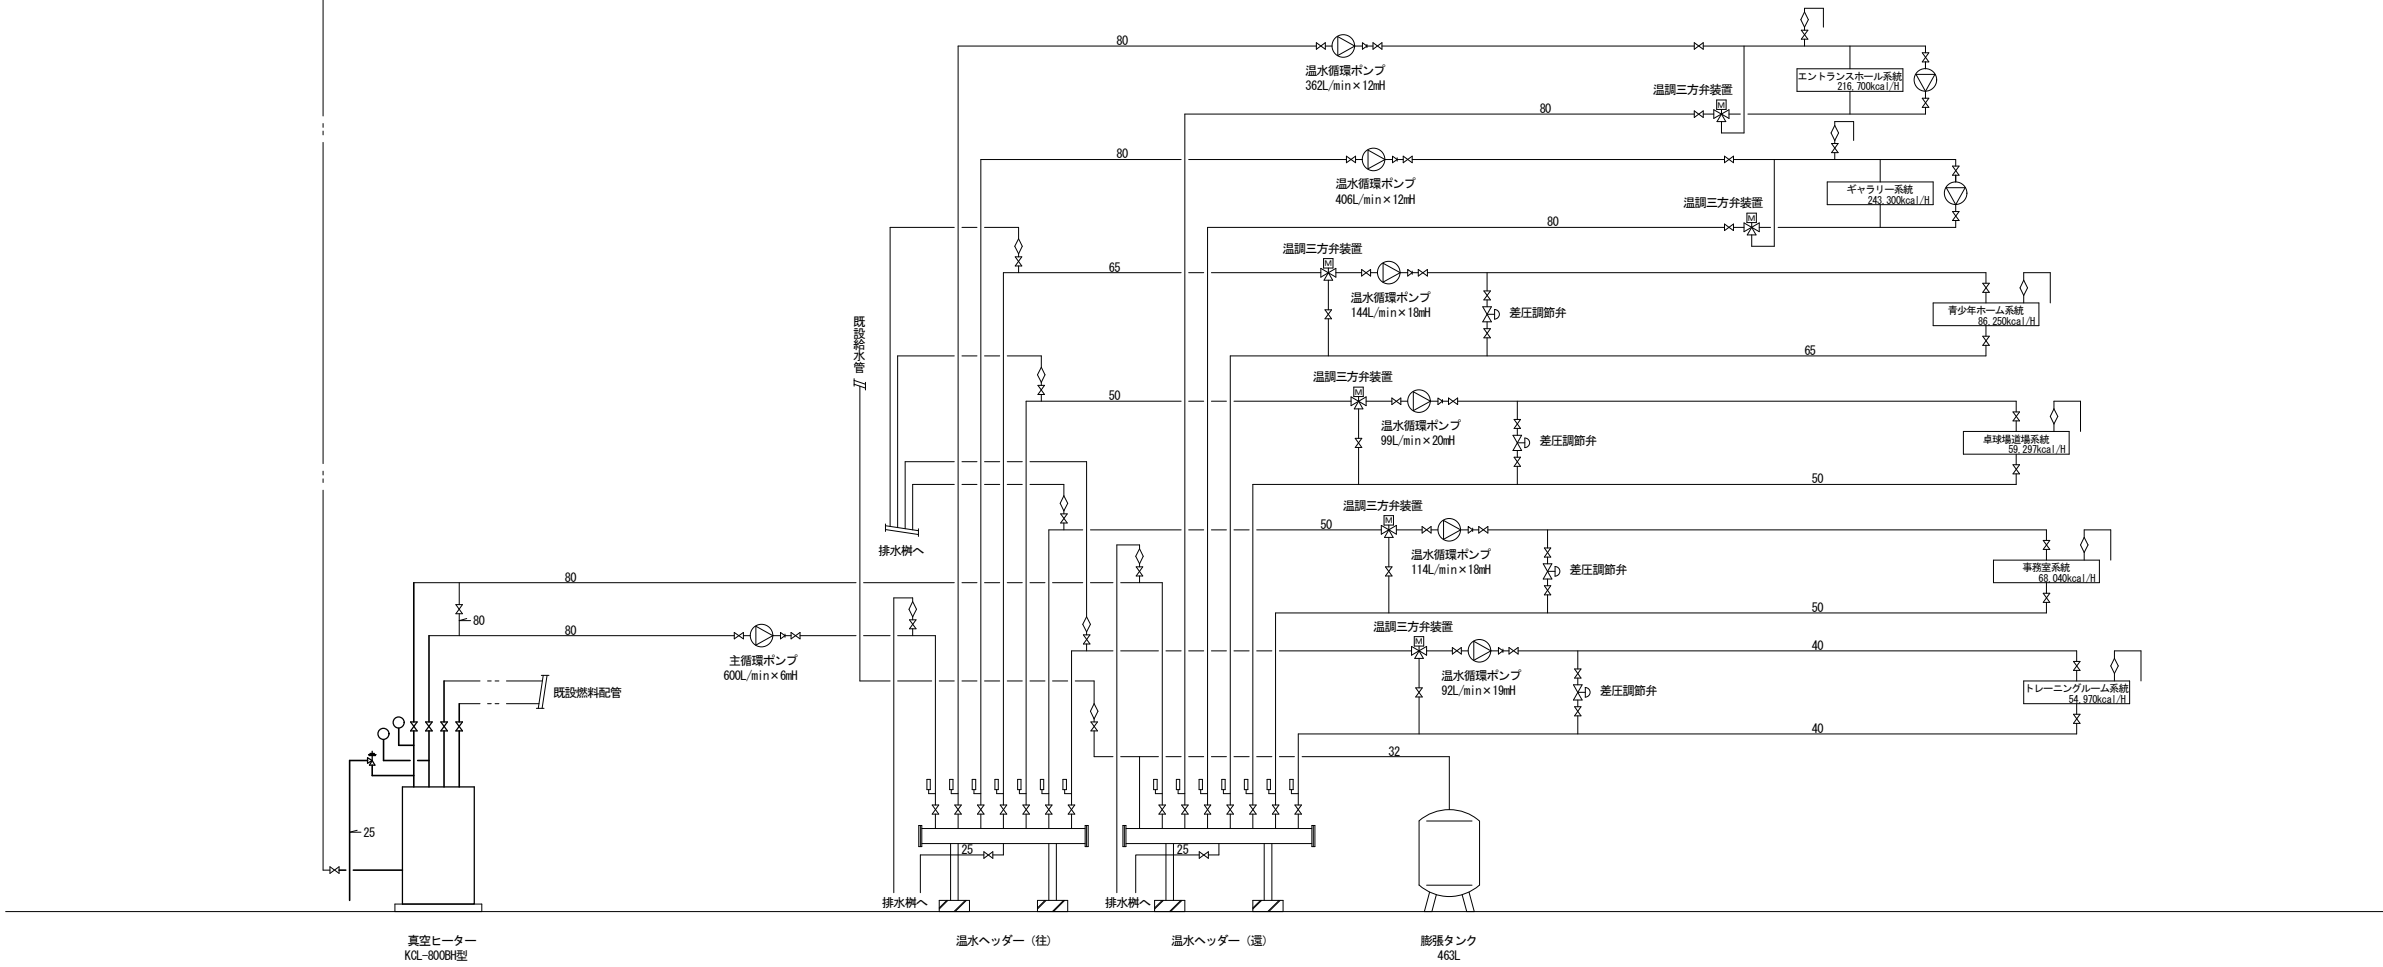 80
温水循環ポンプ
362L/min×12mH
エントランスホール系統
216,700kcal/H
温調三方弁装置
M
80
80
温水循環ポンプ
406L/min×12mH
ギャラリー系統
243,300kcal/H
温調三方弁装置
M
80
温調三方弁装置
M
65
温水循環ポンプ
144L/min×18mH
差圧調節弁
青少年ホーム系統
86,250kcal/H
65
既設給水管
温調三方弁装置
M
50
温水循環ポンプ
99L/min×20mH
差圧調節弁
卓球場道場系統
59,297kcal/H
50
温調三方弁装置
M
50
排水桝へ
温水循環ポンプ
114L/min×18mH
差圧調節弁
事務室系統
68,040kcal/H
50
80
80
80
主循環ポンプ
600L/min×6mH
温調三方弁装置
M
40
温水循環ポンプ
92L/min×19mH
差圧調節弁
トレーニングルーム系統
54,970kcal/H
40
既設燃料配管
32
25
25
25
排水桝へ
排水桝へ
真空ヒーター
KCL-800BH型
温水ヘッダー（往）
温水ヘッダー（還）
膨張タンク
463L